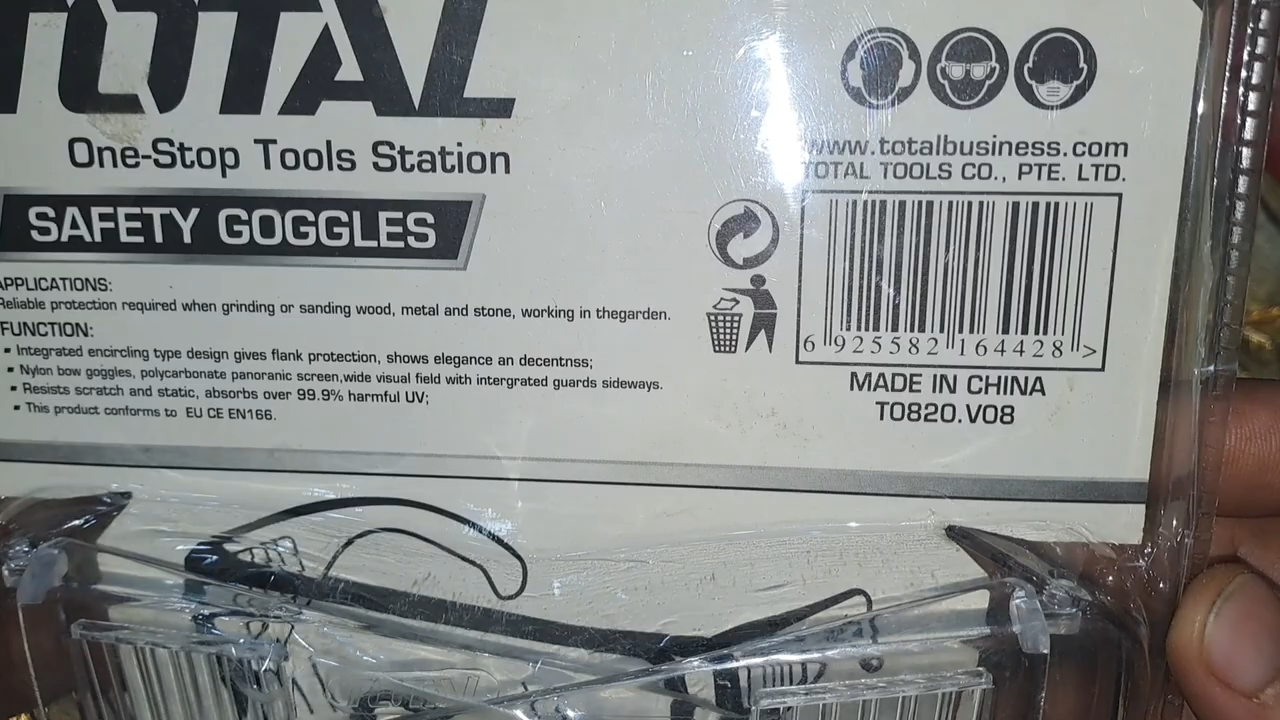 TOTAL
One-Stop Tools Station
SAFETY GOGGLES
APPLICATIONS:
Reliable protection required when grinding or sanding wood, metal and stone, working in thegarden.
FUNCTION:
▪ Integrated encircling type design gives flank protection, shows elegance an decentnss;
▪ Nylon bow goggles, polycarbonate panoranic screen,wide visual field with intergrated guards sideways.
▪ Resists scratch and static, absorbs over 99.9% harmful UV;
▪ This product conforms to EU CE EN166.
www.totalbusiness.com
TOTAL TOOLS CO., PTE. LTD.
6 925582 164428 >
MADE IN CHINA
T0820.V08